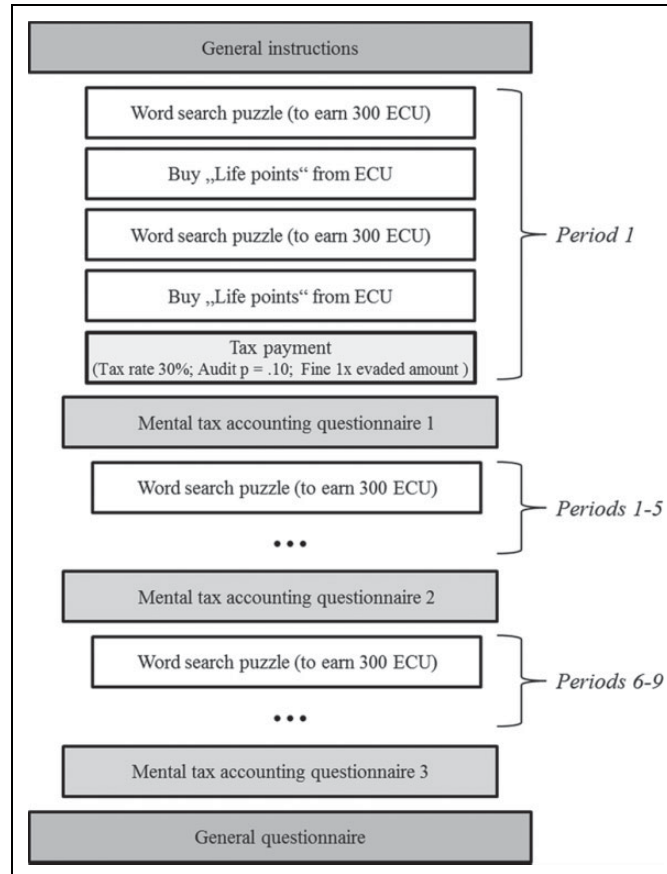 General instructions
Word search puzzle (to earn 300 ECU)
Buy „Life points“ from ECU
Word search puzzle (to earn 300 ECU)
Period 1
Buy „Life points“ from ECU
Tax payment
(Tax rate 30%; Audit p = .10; Fine 1x evaded amount )
Mental tax accounting questionnaire 1
Word search puzzle (to earn 300 ECU)
Periods 1-5
...
Mental tax accounting questionnaire 2
Word search puzzle (to earn 300 ECU)
Periods 6-9
...
Mental tax accounting questionnaire 3
General questionnaire